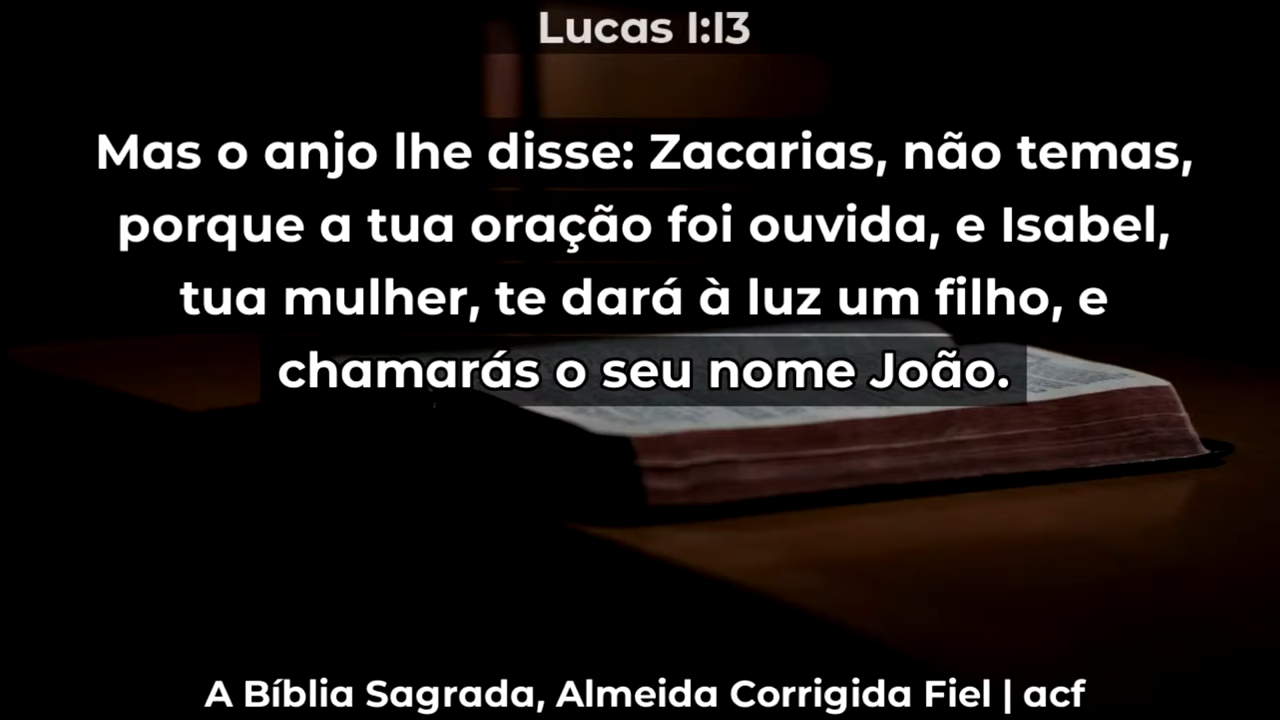 Lucas 1:13
Mas o anjo lhe disse: Zacarias, não temas,
porque a tua oração foi ouvida, e Isabel,
tua mulher, te dará à luz um filho, e
chamarás o seu nome João.
A Bíblia Sagrada, Almeida Corrigida Fiel | acf